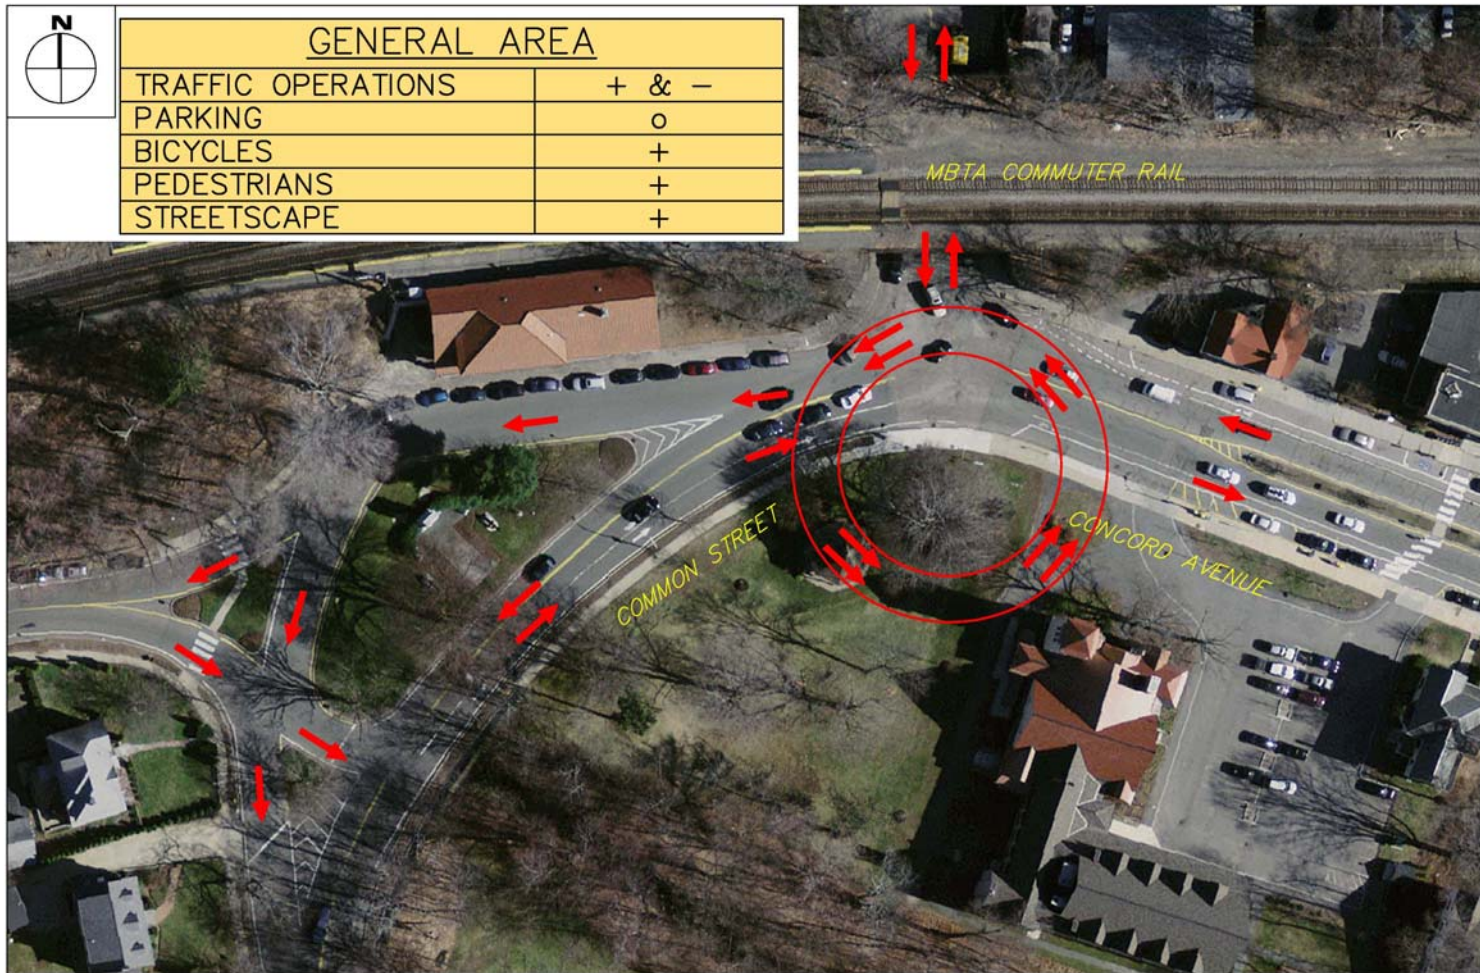 N
GENERAL AREA
TRAFFIC OPERATIONS + & −
PARKING o
BICYCLES +
PEDESTRIANS +
STREETSCAPE +
MBTA COMMUTER RAIL
COMMON STREET
CONCORD AVENUE